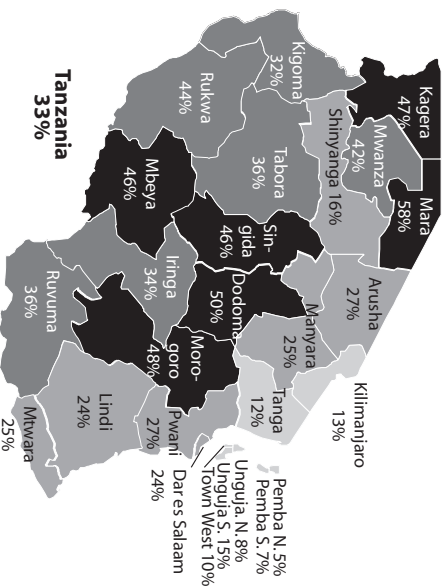 Kagera
47%
Mara
58%
Mwanza
42%
Shinyanga 16%
Kigoma
32%
Arusha
27%
Kilimanjaro
13%
Manyara
25%
Tabora
36%
Sin-
gida
46%
Rukwa
44%
Dodoma
50%
Tanga
12%
Pemba N. 5%
Pemba S. 7%
Unguja. N. 8%
Unguja S. 15%
Town West 10%
Dar es Salaam
24%
Pwani
27%
Moro-
goro
48%
Mbeya
46%
Iringa
34%
Lindi
24%
Ruvuma
36%
Mtwara
25%
Tanzania
33%